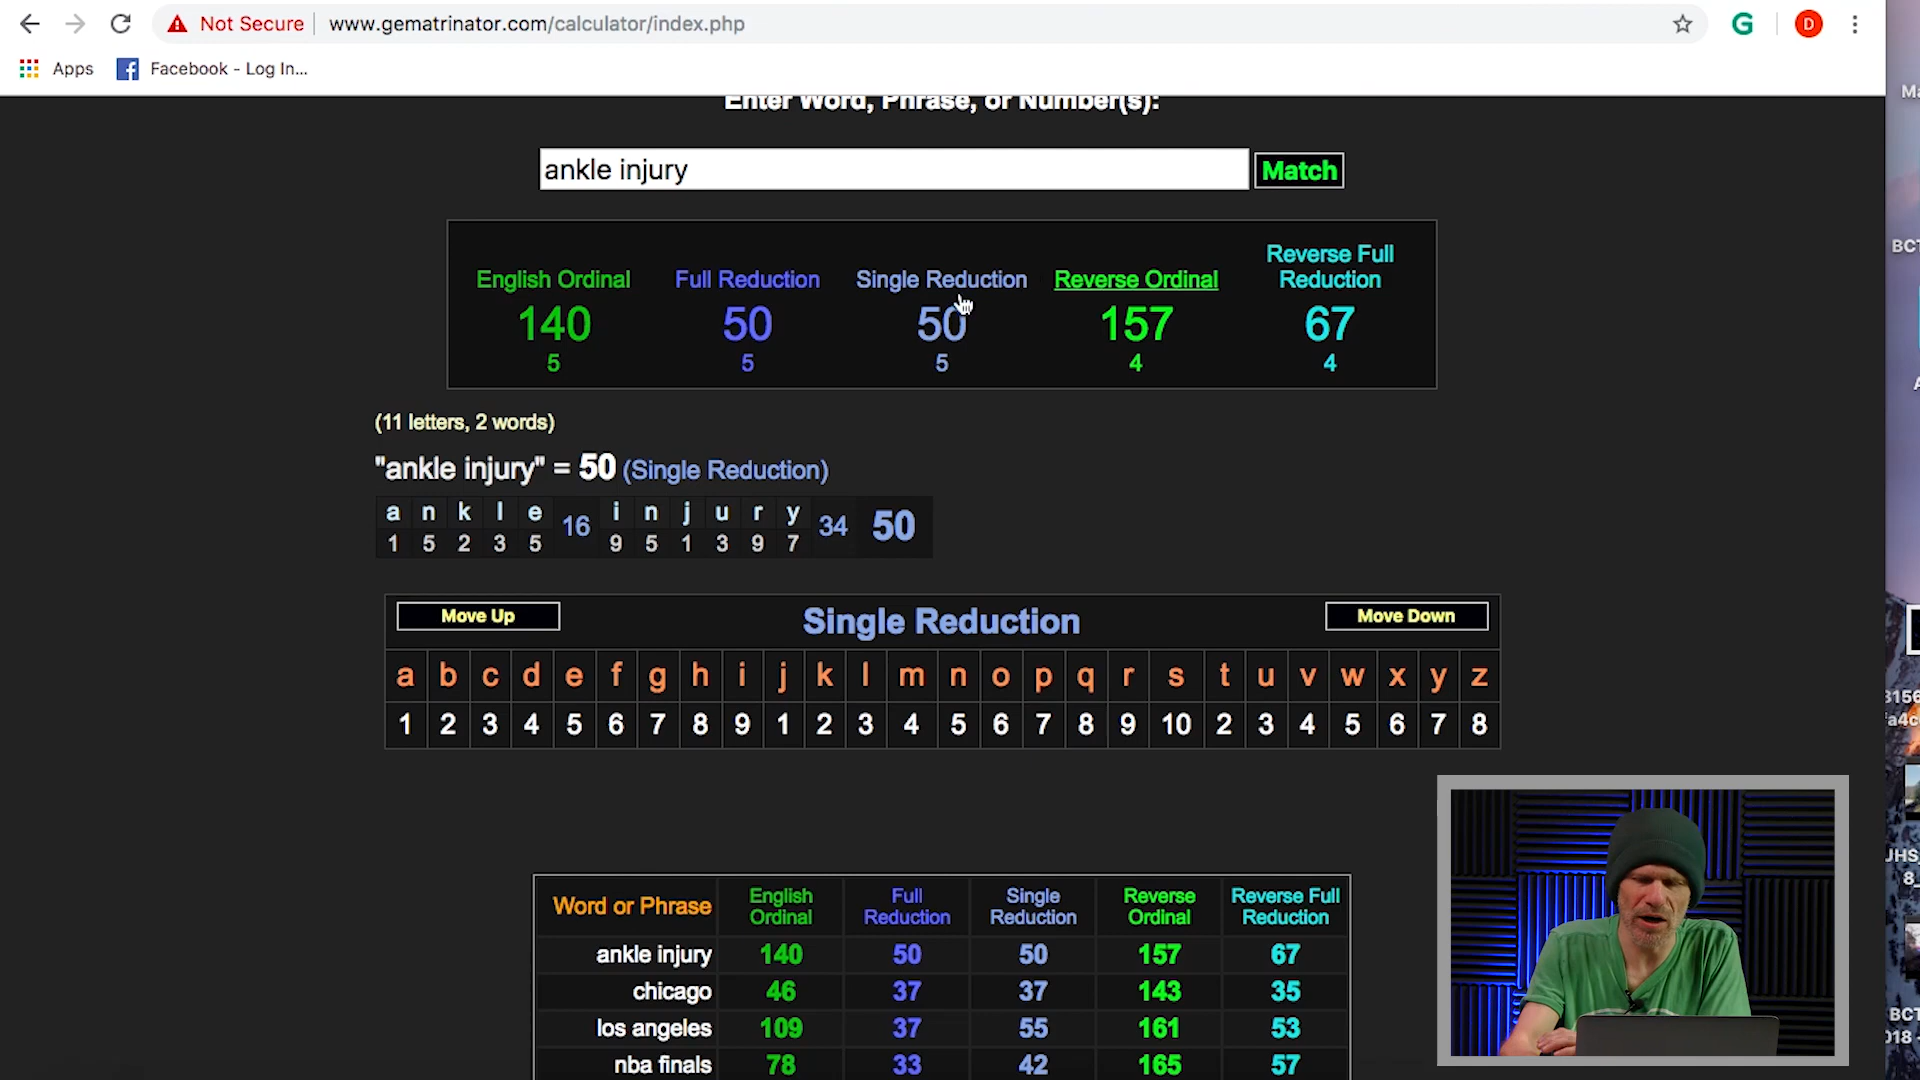 Not Secure www.gematrinator.com/calculator/index.php G D
Apps Facebook - Log In...
Enter Word, Phrase, or Number(s):
ankle injury Match
English Ordinal Full Reduction Single Reduction Reverse Ordinal Reverse Full Reduction
140 50 50 157 67
5 5 5 4 4
(11 letters, 2 words)
"ankle injury" = 50 (Single Reduction)
a n k l e 16 i n j u r y 34 50
1 5 2 3 5 9 5 1 3 9 7
Move Up Single Reduction Move Down
a b c d e f g h i j k l m n o p q r s t u v w x y z
1 2 3 4 5 6 7 8 9 1 2 3 4 5 6 7 8 9 10 2 3 4 5 6 7 8
Word or Phrase English Ordinal Full Reduction Single Reduction Reverse Ordinal Reverse Full Reduction
ankle injury 140 50 50 157 67
chicago 46 37 37 143 35
los angeles 109 37 55 161 53
nba finals 78 33 42 165 57